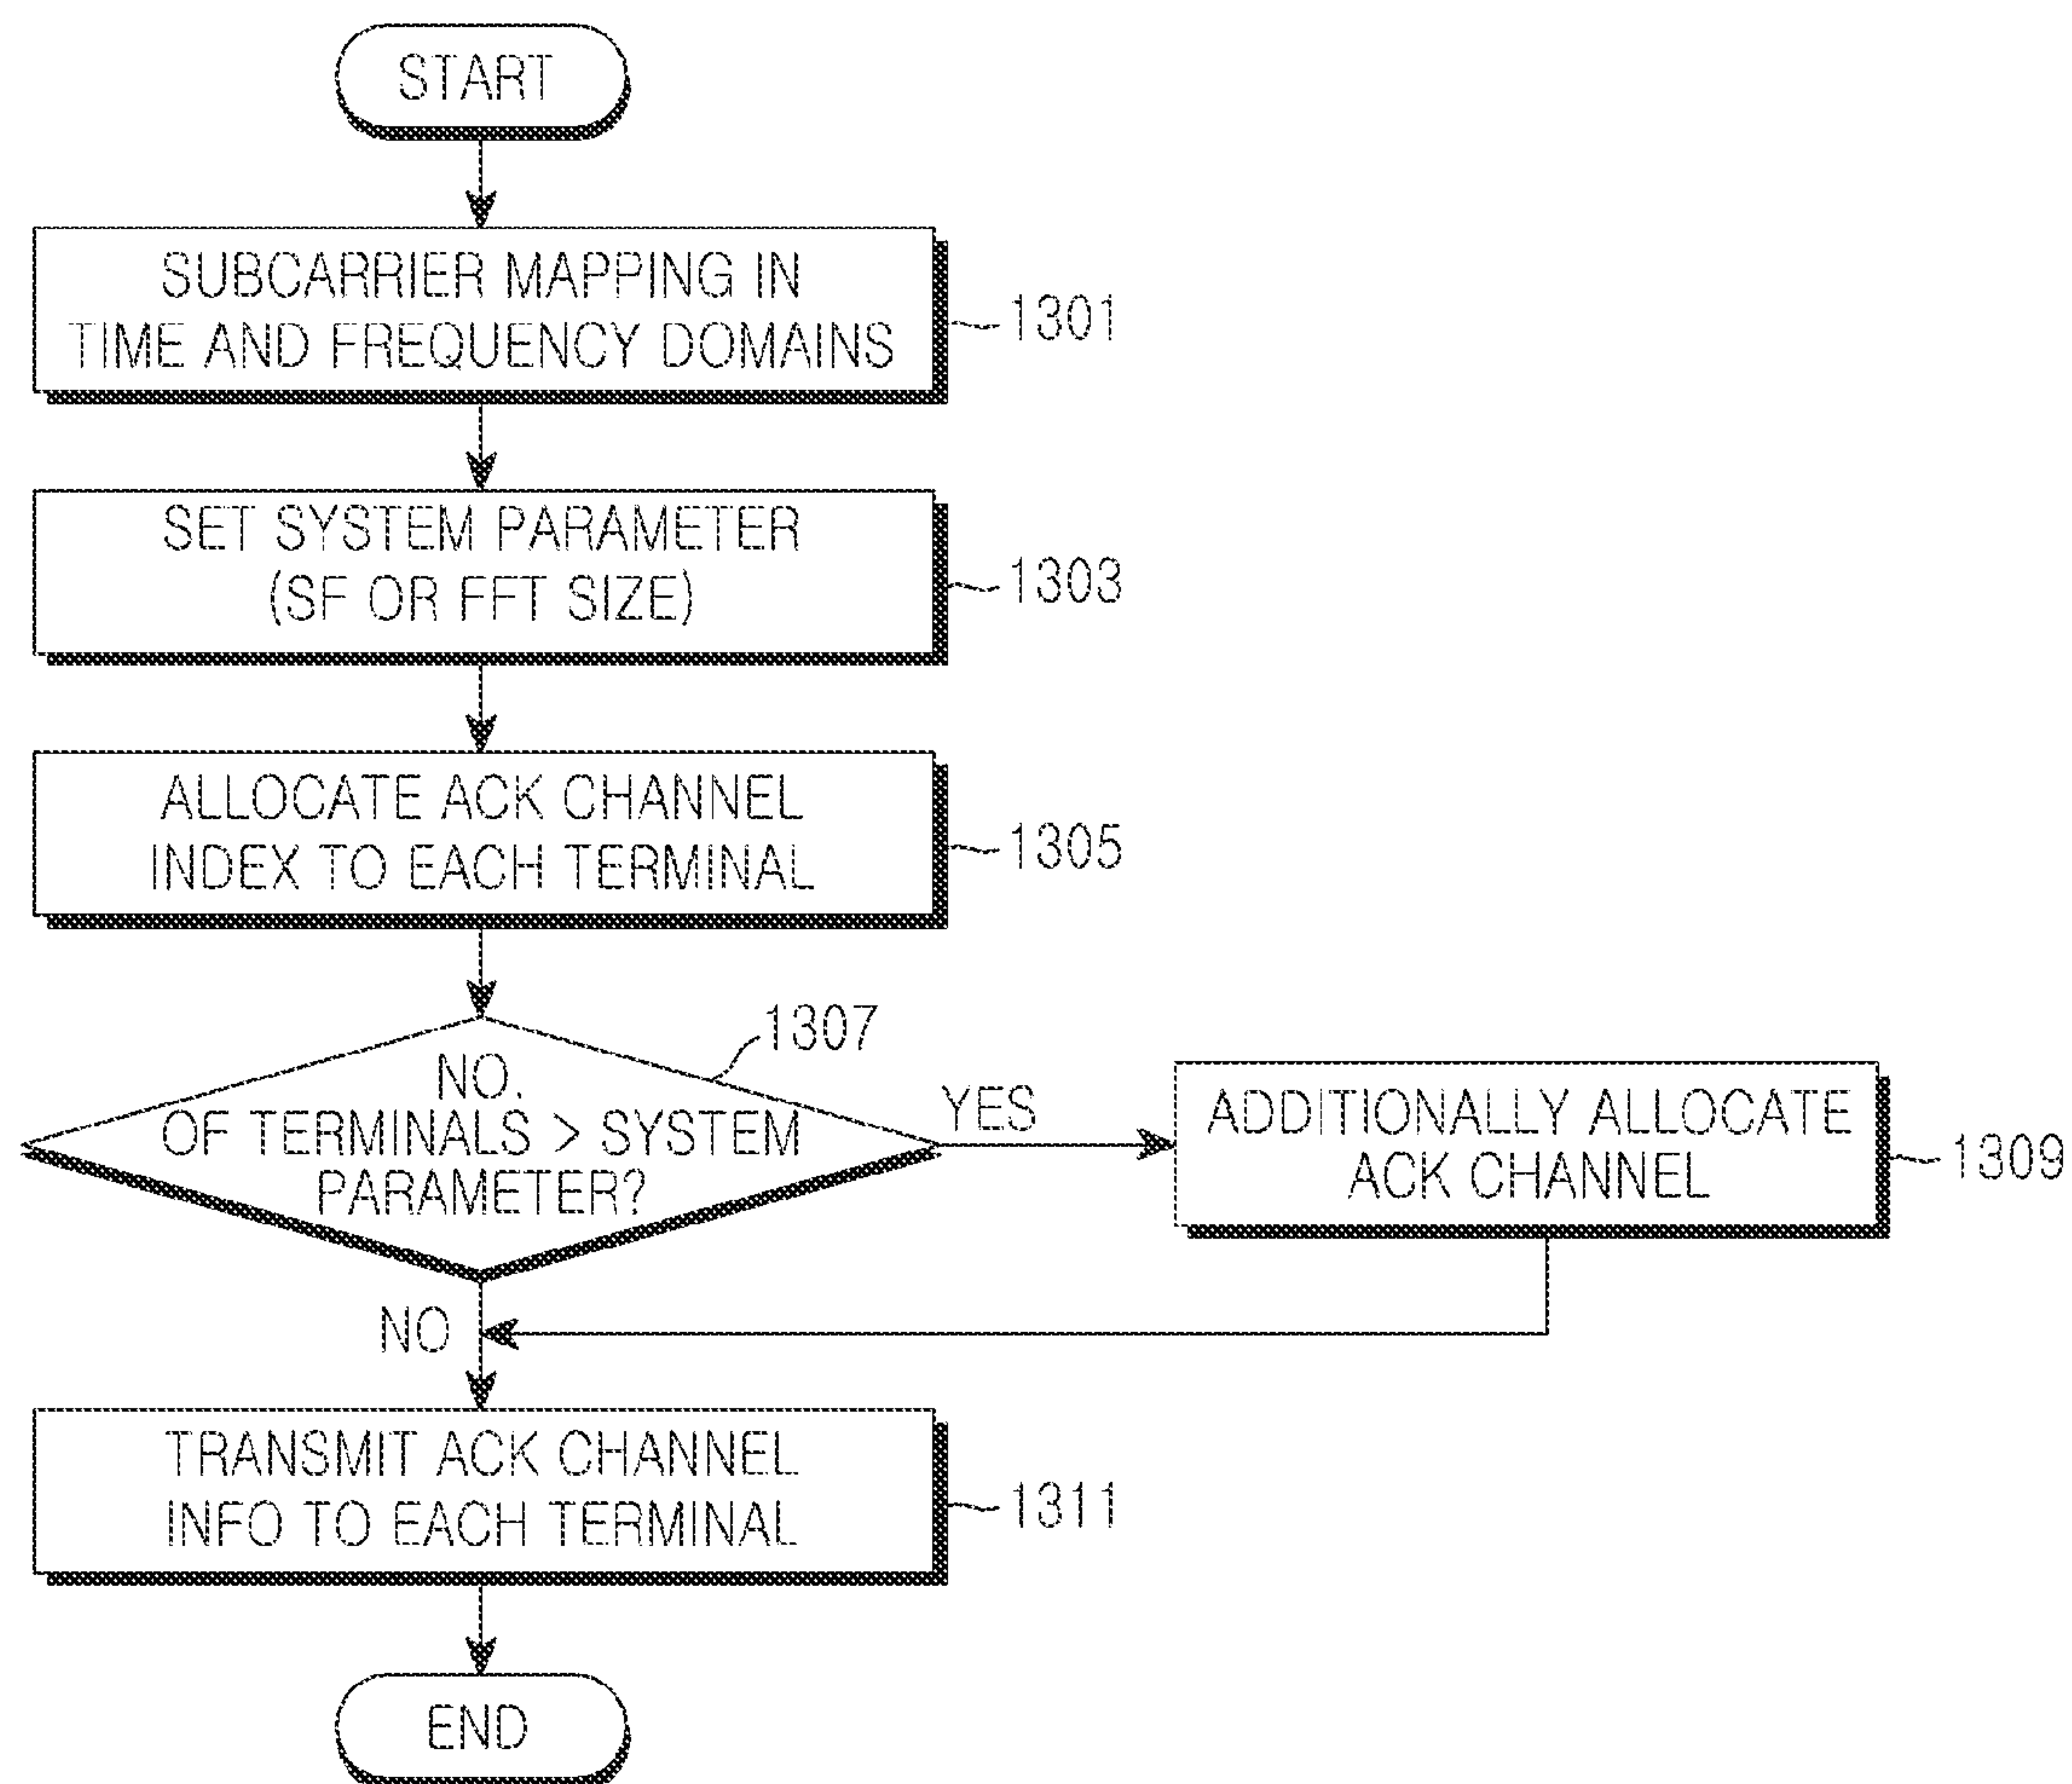 START
SUBCARRIER MAPPING IN
TIME AND FREQUENCY DOMAINS
1301
SET SYSTEM PARAMETER
(SF OR FFT SIZE)
1303
ALLOCATE ACK CHANNEL
INDEX TO EACH TERMINAL
1305
1307
NO.
OF TERMINALS > SYSTEM
PARAMETER?
YES
ADDITIONALLY ALLOCATE
ACK CHANNEL
1309
NO
TRANSMIT ACK CHANNEL
INFO TO EACH TERMINAL
1311
END